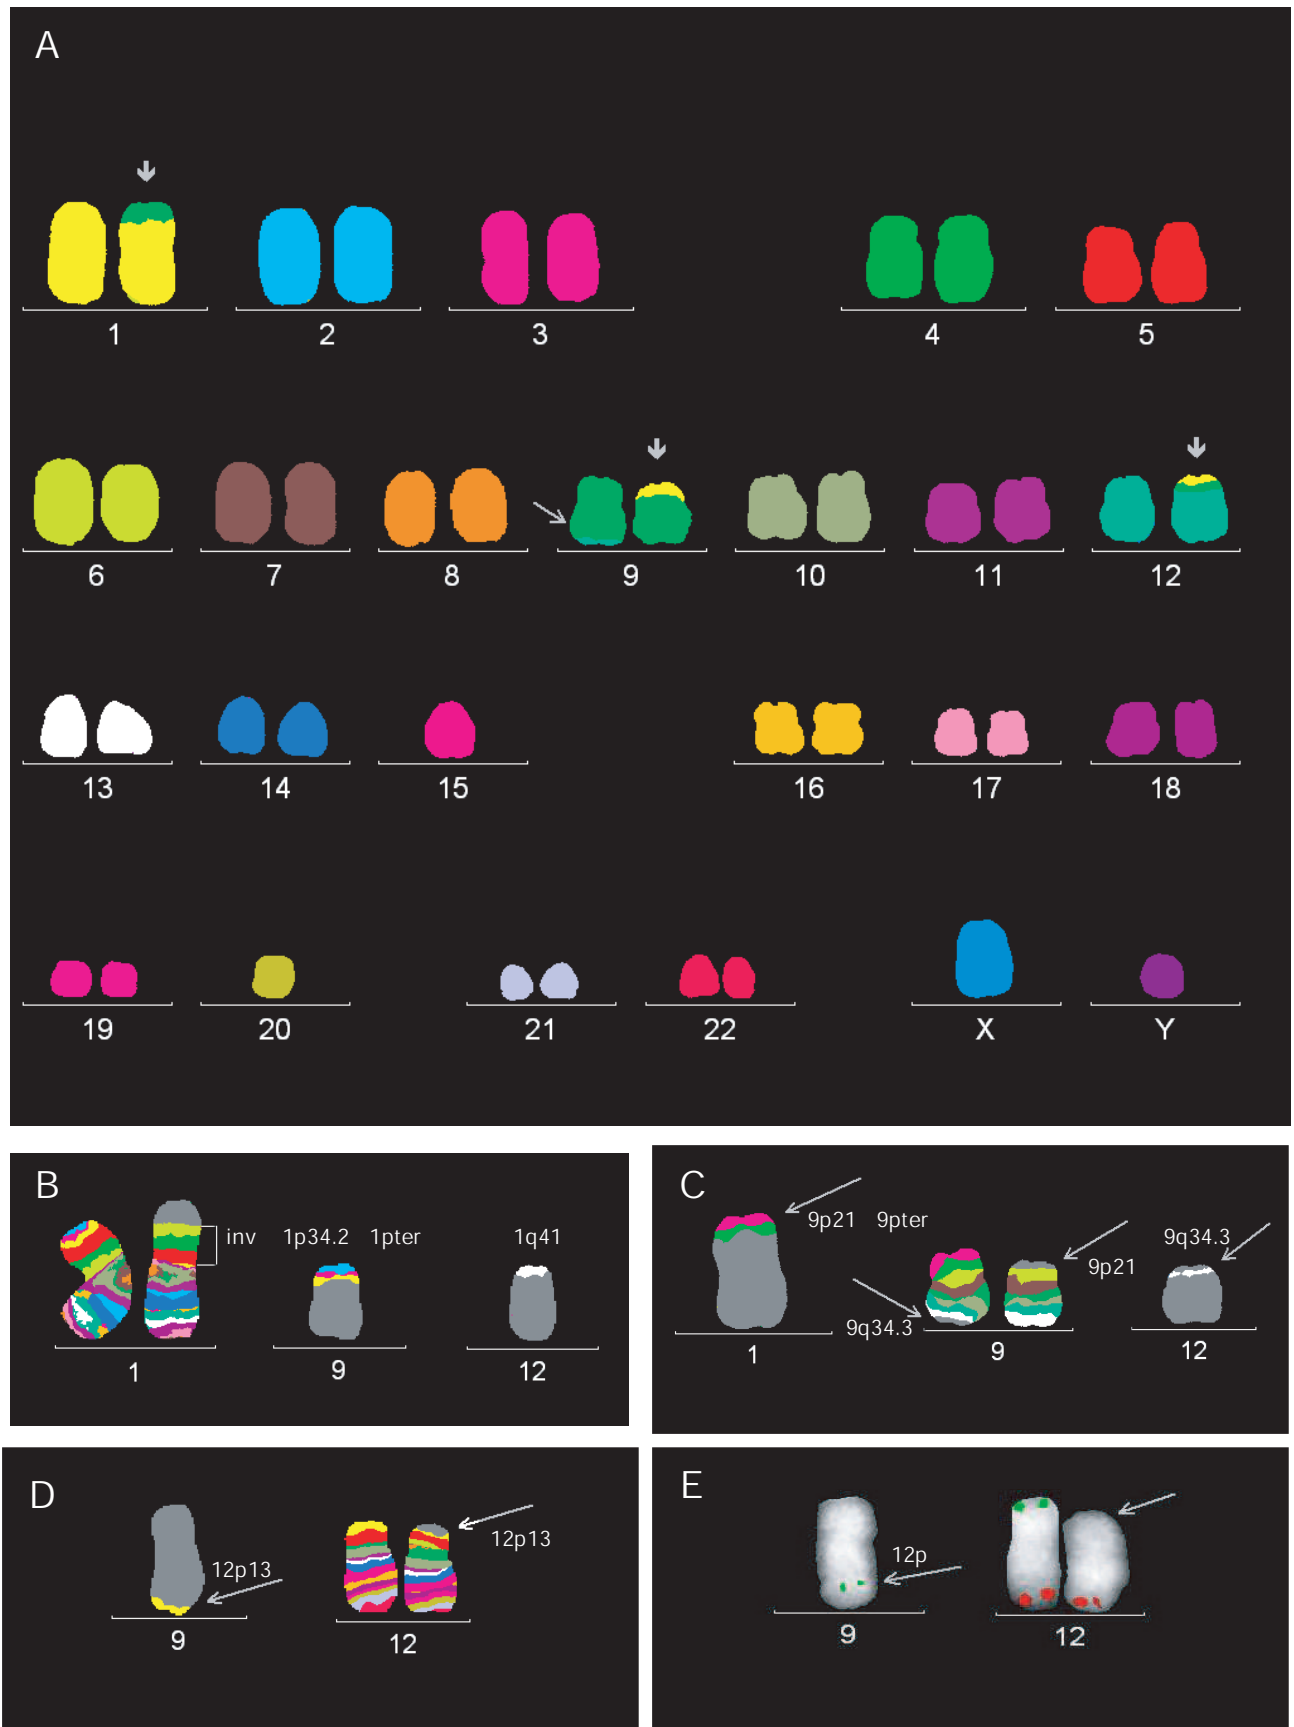 A
1 2 3 4 5
6 7 8 9 10 11 12
13 14 15 16 17 18
19 20 21 22 X Y
B
inv 1p34.2 1pter 1q41
1 9 12
C
9p21 9pter
9q34.3
9p21
9q34.3
1 9 12
D
12p13
12p13
9 12
E
12p
9 12